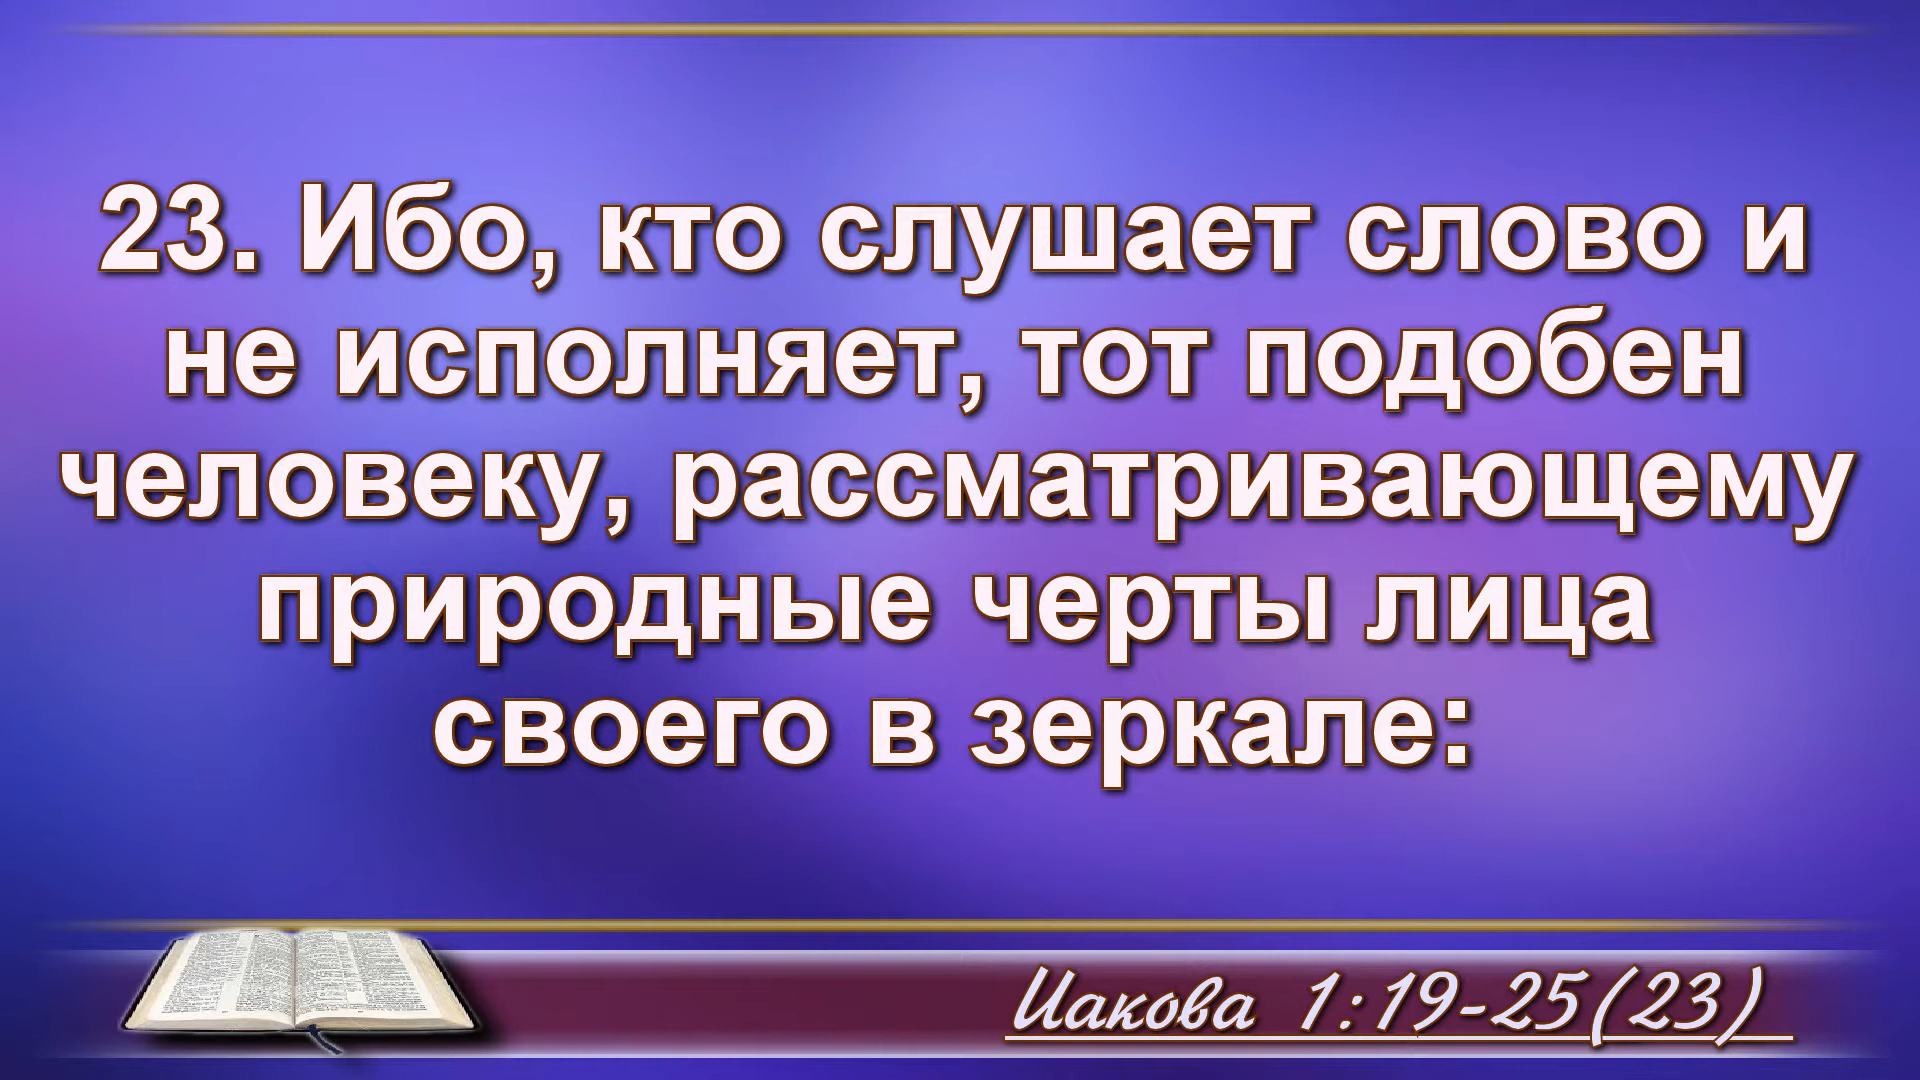 23. Ибо, кто слушает слово и
не исполняет, тот подобен
человеку, рассматривающему
природные черты лица
своего в зеркале:
Иакова 1:19-25(23)